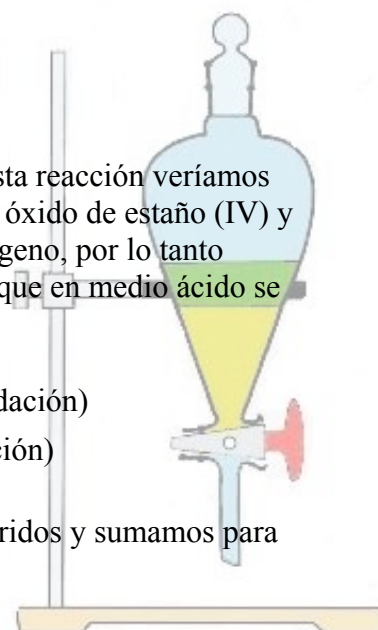 sta reacción veríamos
óxido de estaño (IV) y
geno, por lo tanto
que en medio ácido se
dación)
ción)
ridos y sumamos para